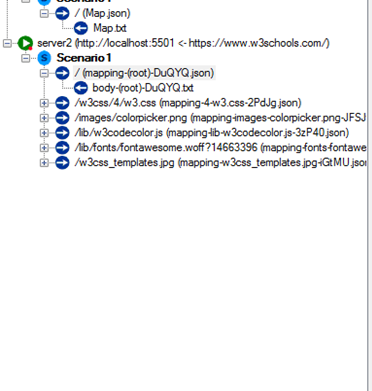 Scenario1
/ (Map.json)
Map.txt
server2 (http://localhost:5501 <- https://www.w3schools.com/)
Scenario1
/ (mapping-(root)-DuQYQ.json)
body-(root)-DuQYQ.txt
/w3css/4/w3.css (mapping-4-w3.css-2PdJg.json)
/images/colorpicker.png (mapping-images-colorpicker.png-JFSJ
/lib/w3codecolor.js (mapping-lib-w3codecolor.js-3zP40.json)
/lib/fonts/fontawesome.woff?14663396 (mapping-fonts-fontawe
/w3css_templates.jpg (mapping-w3css_templates.jpg-iGtMU.json